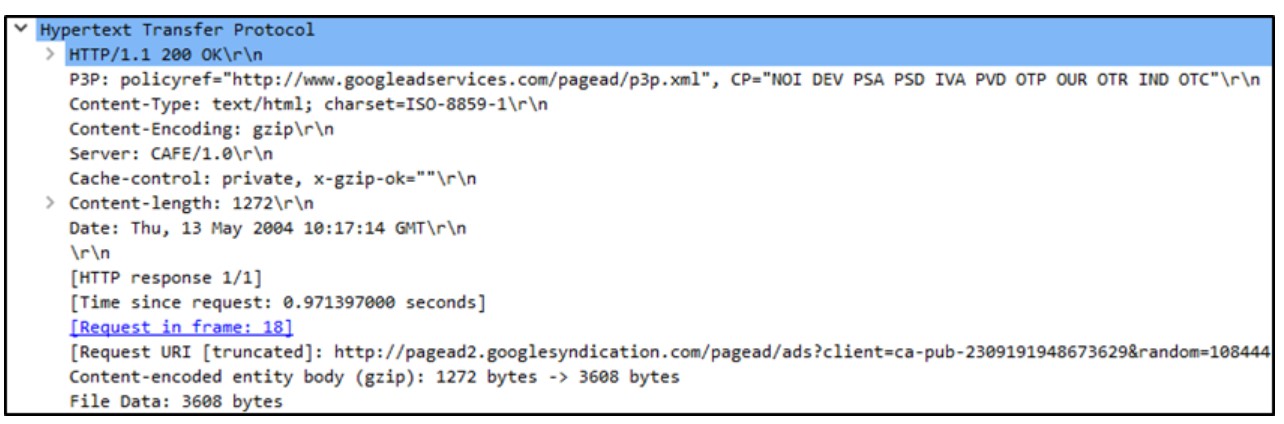 Hypertext Transfer Protocol
HTTP/1.1 200 OK\r\n
P3P: policyref="http://www.googleadservices.com/pagead/p3p.xml", CP="NOI DEV PSA PSD IVA PVD OTP OUR OTR IND OTC"\r\n
Content-Type: text/html; charset=ISO-8859-1\r\n
Content-Encoding: gzip\r\n
Server: CAFE/1.0\r\n
Cache-control: private, x-gzip-ok=""\r\n
Content-length: 1272\r\n
Date: Thu, 13 May 2004 10:17:14 GMT\r\n
\r\n
[HTTP response 1/1]
[Time since request: 0.971397000 seconds]
[Request in frame: 18]
[Request URI [truncated]: http://pagead2.googlesyndication.com/pagead/ads?client=ca-pub-2309191948673629&random=108444
Content-encoded entity body (gzip): 1272 bytes -> 3608 bytes
File Data: 3608 bytes